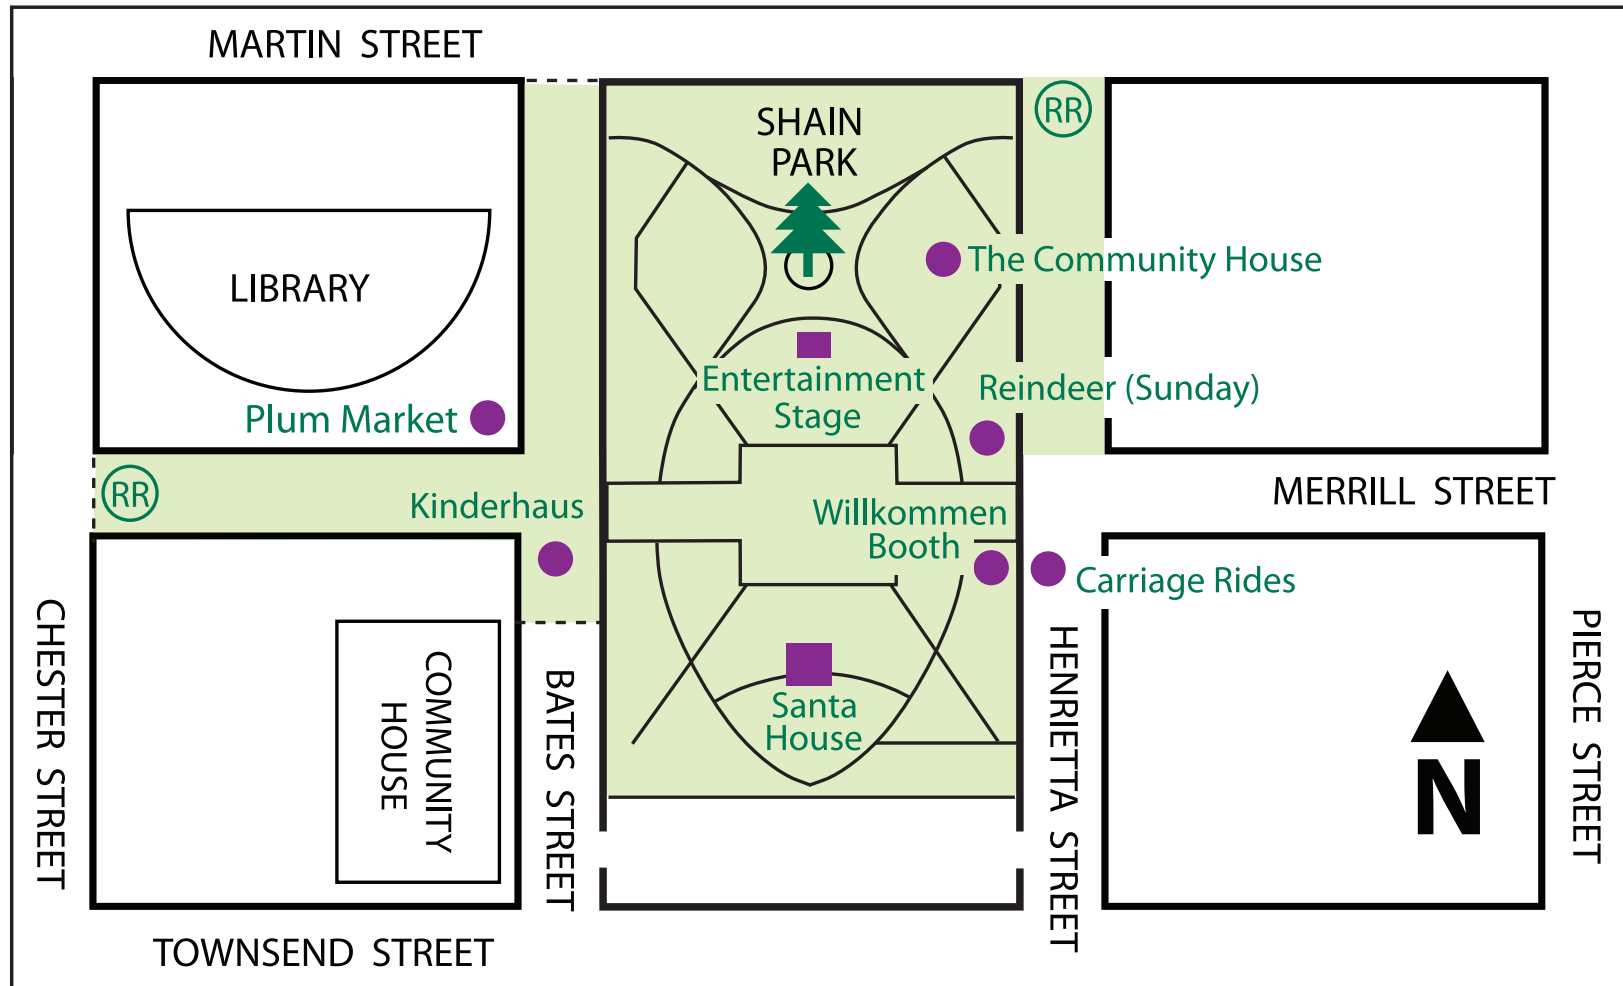 MARTIN STREET
SHAIN
PARK
RR
LIBRARY
The Community House
Entertainment
Stage
Reindeer (Sunday)
Plum Market
RR
Kinderhaus
Willkommen
Booth
MERRILL STREET
Carriage Rides
CHESTER STREET
COMMUNITY
HOUSE
BATES STREET
Santa
House
HENRIETTA STREET
PIERCE STREET
N
TOWNSEND STREET